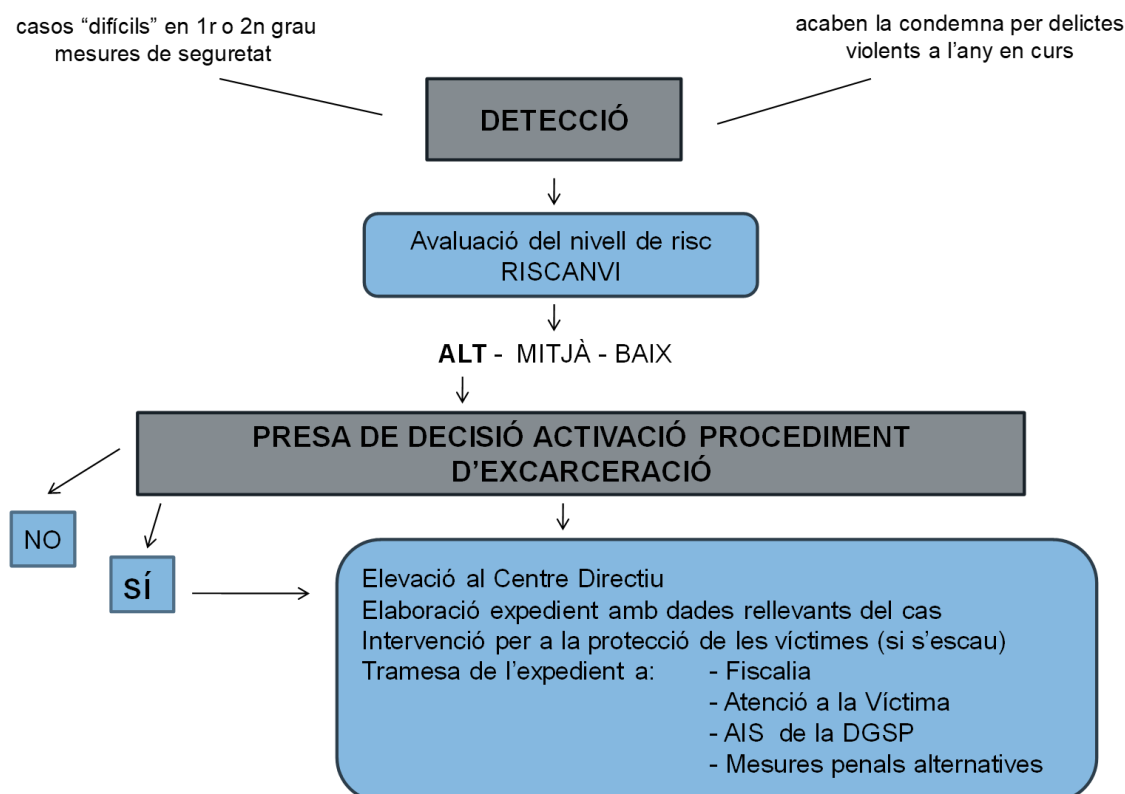 casos “difícils” en 1r o 2n grau
mesures de seguretat
acaben la condemna per delictes
violents a l’any en curs
DETECCIÓ
Avaluació del nivell de risc
RISCANVI
ALT - MITJÀ - BAIX
PRESA DE DECISIÓ ACTIVACIÓ PROCEDIMENT
D’EXCARCERACIÓ
NO
SÍ
Elevació al Centre Directiu
Elaboració expedient amb dades rellevants del cas
Intervenció per a la protecció de les víctimes (si s’escau)
Tramesa de l’expedient a: - Fiscalia
- Atenció a la Víctima
- AIS de la DGSP
- Mesures penals alternatives